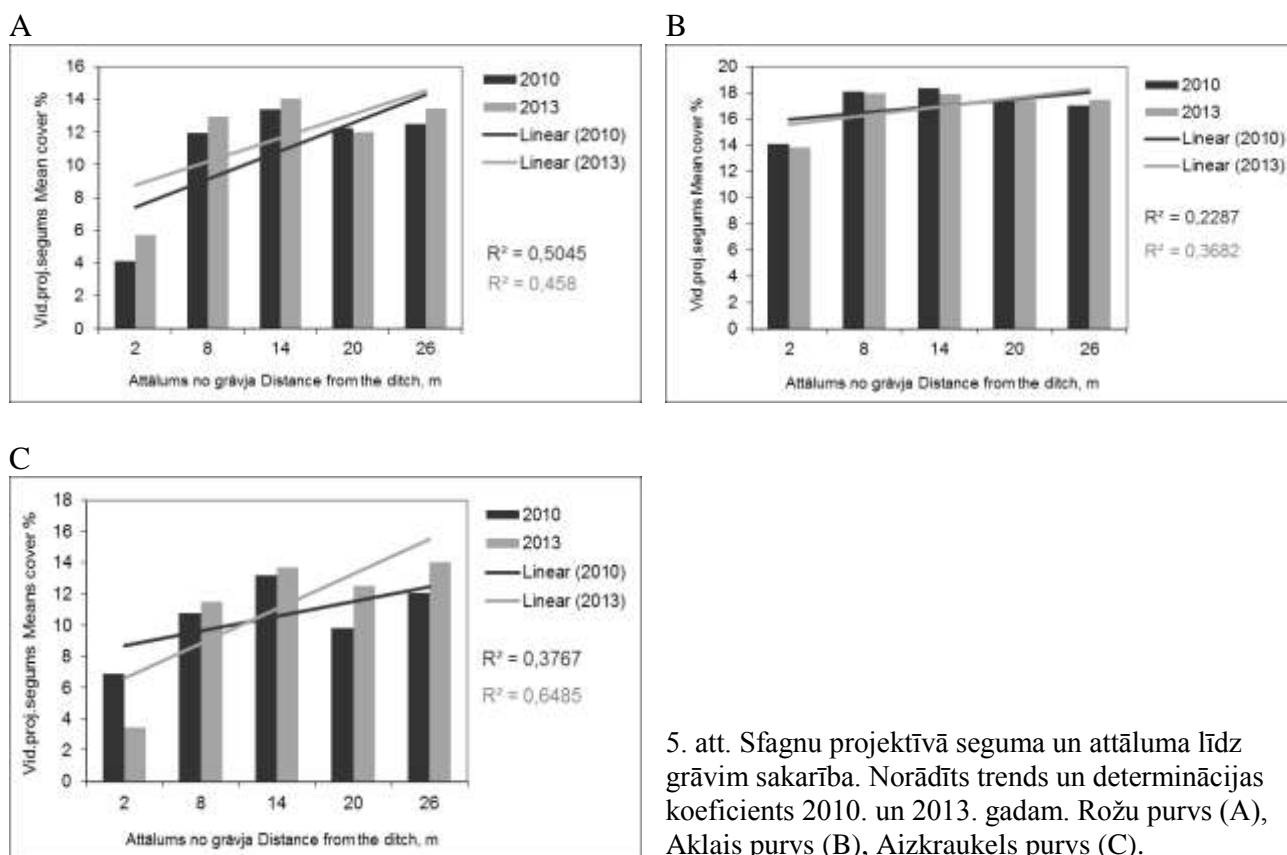 A
16
14
12
10
8
6
4
2
0
Vid.proj.segums Mean cover %
2 8 14 20 26
Attālums no grāvja Distance from the ditch, m
2010
2013
Linear (2010)
Linear (2013)
R² = 0,5045
R² = 0,458
B
20
18
16
14
12
10
8
6
4
2
0
Vid.proj.segums Mean cover %
2 8 14 20 26
Attālums no grāvja Distance from the ditch, m
2010
2013
Linear (2010)
Linear (2013)
R² = 0,2287
R² = 0,3682
C
18
16
14
12
10
8
6
4
2
0
Vid.proj.segums Means cover %
2 8 14 20 26
Attālums no grāvja Distance from the ditch, m
2010
2013
Linear (2010)
Linear (2013)
R² = 0,3767
R² = 0,6485
5. att. Sfagnu projektīvā seguma un attāluma līdz
grāvim sakarība. Norādīts trends un determinācijas
koeficients 2010. un 2013. gadam. Rožu purvs (A),
Aklais purvs (B), Aizkraukels purvs (C).